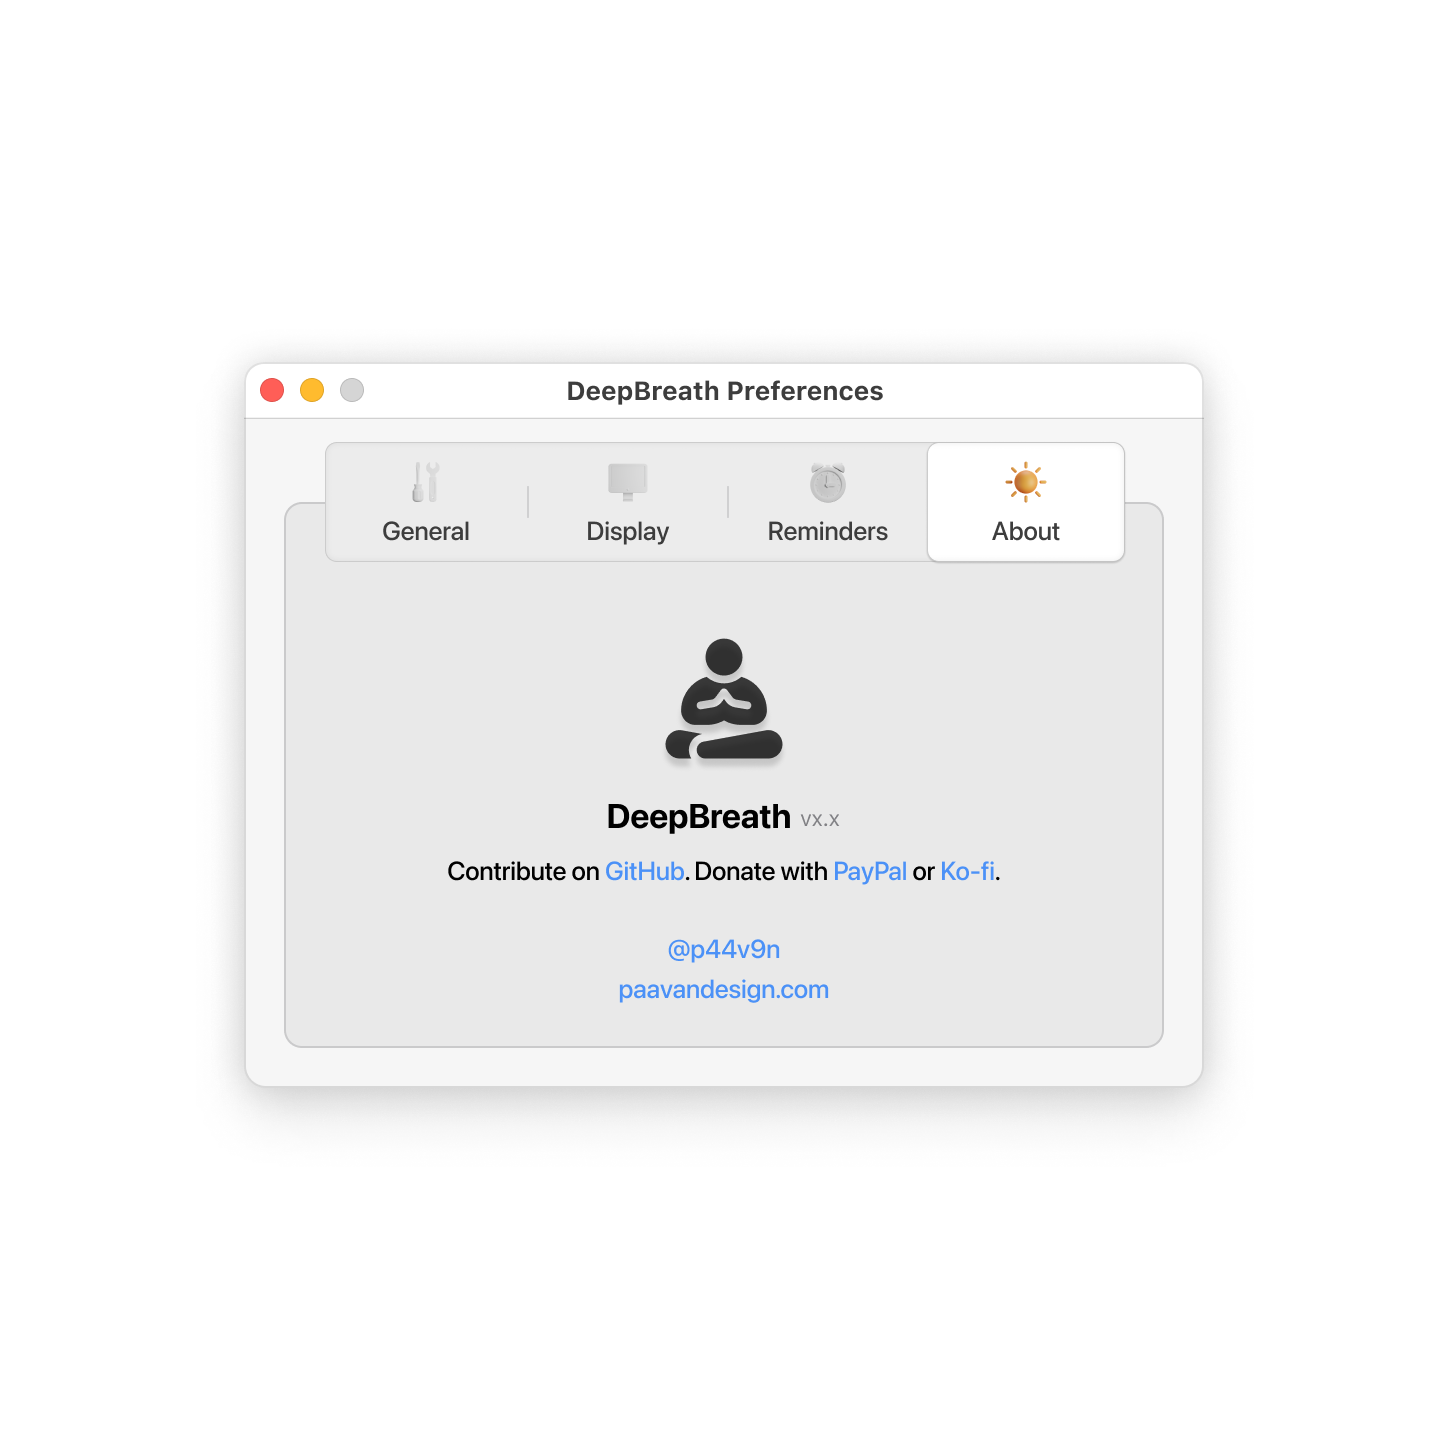 DeepBreath Preferences
General Display Reminders About
DeepBreath vx.x
Contribute on GitHub. Donate with PayPal or Ko-fi.
@p44v9n
paavandesign.com